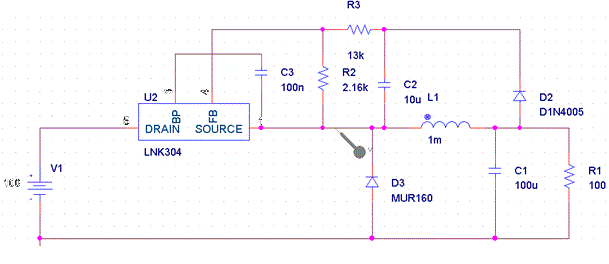 R3
13k
C3
100n
R2
2.16k
C2
10u
L1
1m
D2
D1N4005
U2
BP
FB
DRAIN
SOURCE
LNK304
V1
D3
MUR160
C1
100u
R1
100